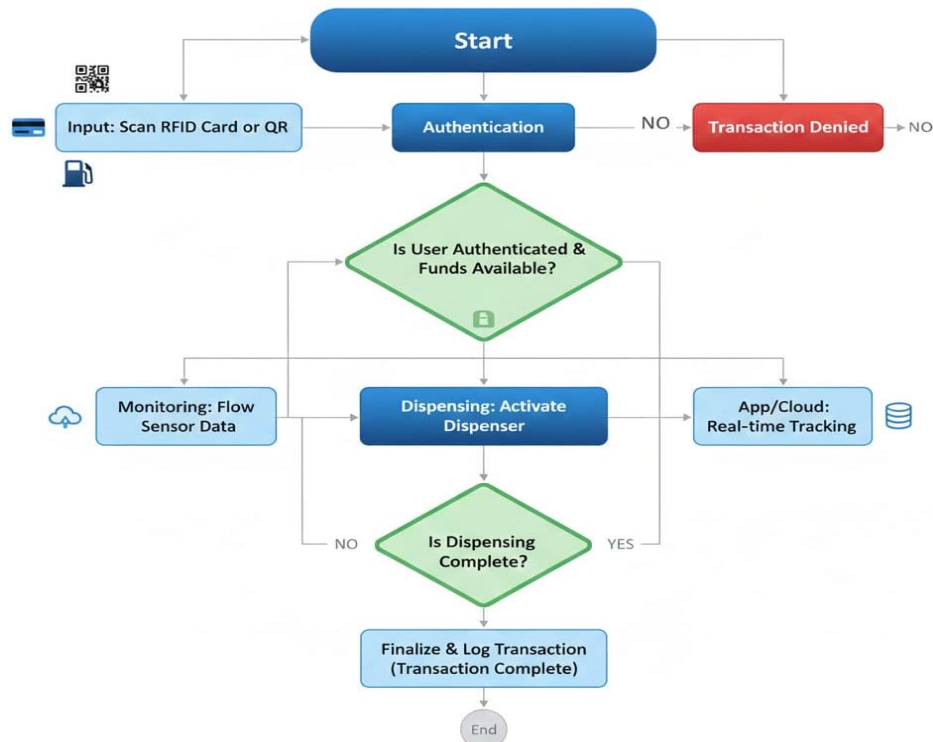 Start
Input: Scan RFID Card or QR
Authentication
NO
Transaction Denied
NO
Is User Authenticated &
Funds Available?
Monitoring: Flow
Sensor Data
Dispensing: Activate
Dispenser
App/Cloud:
Real-time Tracking
NO
Is Dispensing
Complete?
YES
Finalize & Log Transaction
(Transaction Complete)
End